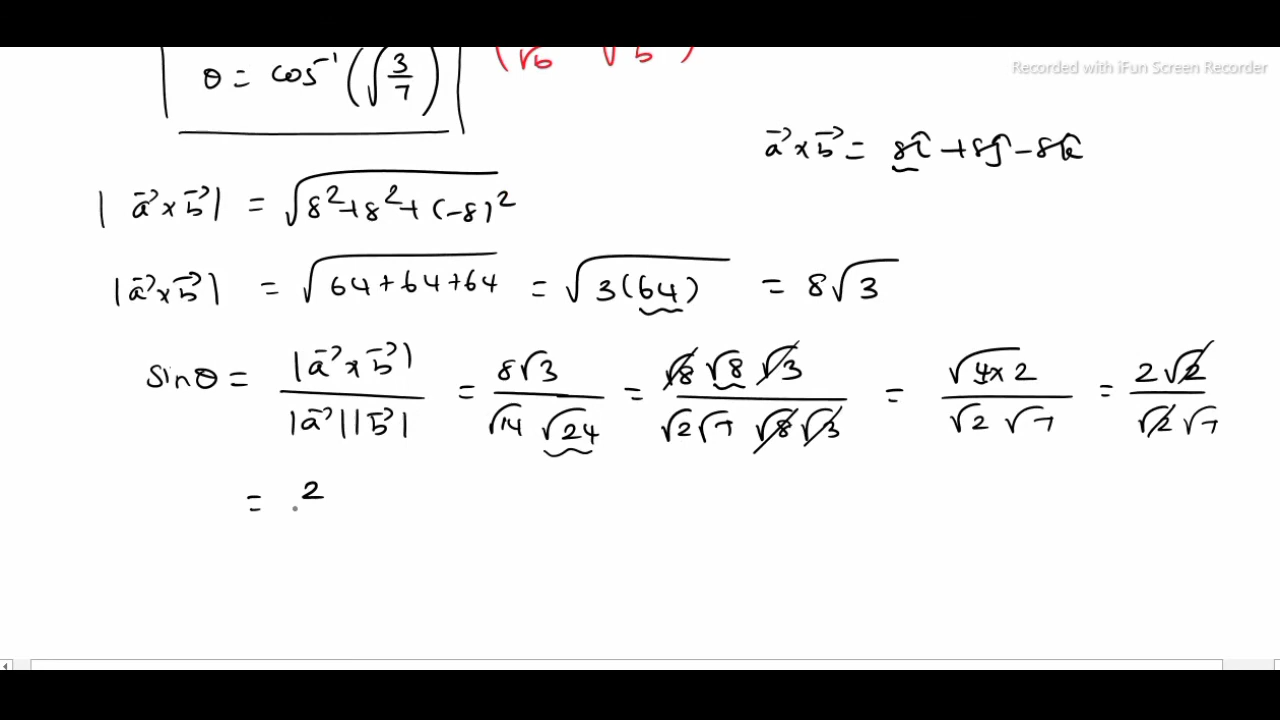 (√6 √6)
Recorded with iFun Screen Recorder
θ = cos⁻¹(√(3/7))
a⃗ × b⃗ = 8î + 8ĵ - 8k̂
|a⃗ × b⃗| = √(8² + 8² + (-8)²)
|a⃗ × b⃗| = √(64 + 64 + 64) = √(3(64)) = 8√3
sinθ = |a⃗ × b⃗| / |a⃗||b⃗| = 8√3 / √14 √24 = √8 √8 √3 / √2 √7 √8 √3 = √(4×2) / √2 √7 = 2√2 / √2 √7
= 2